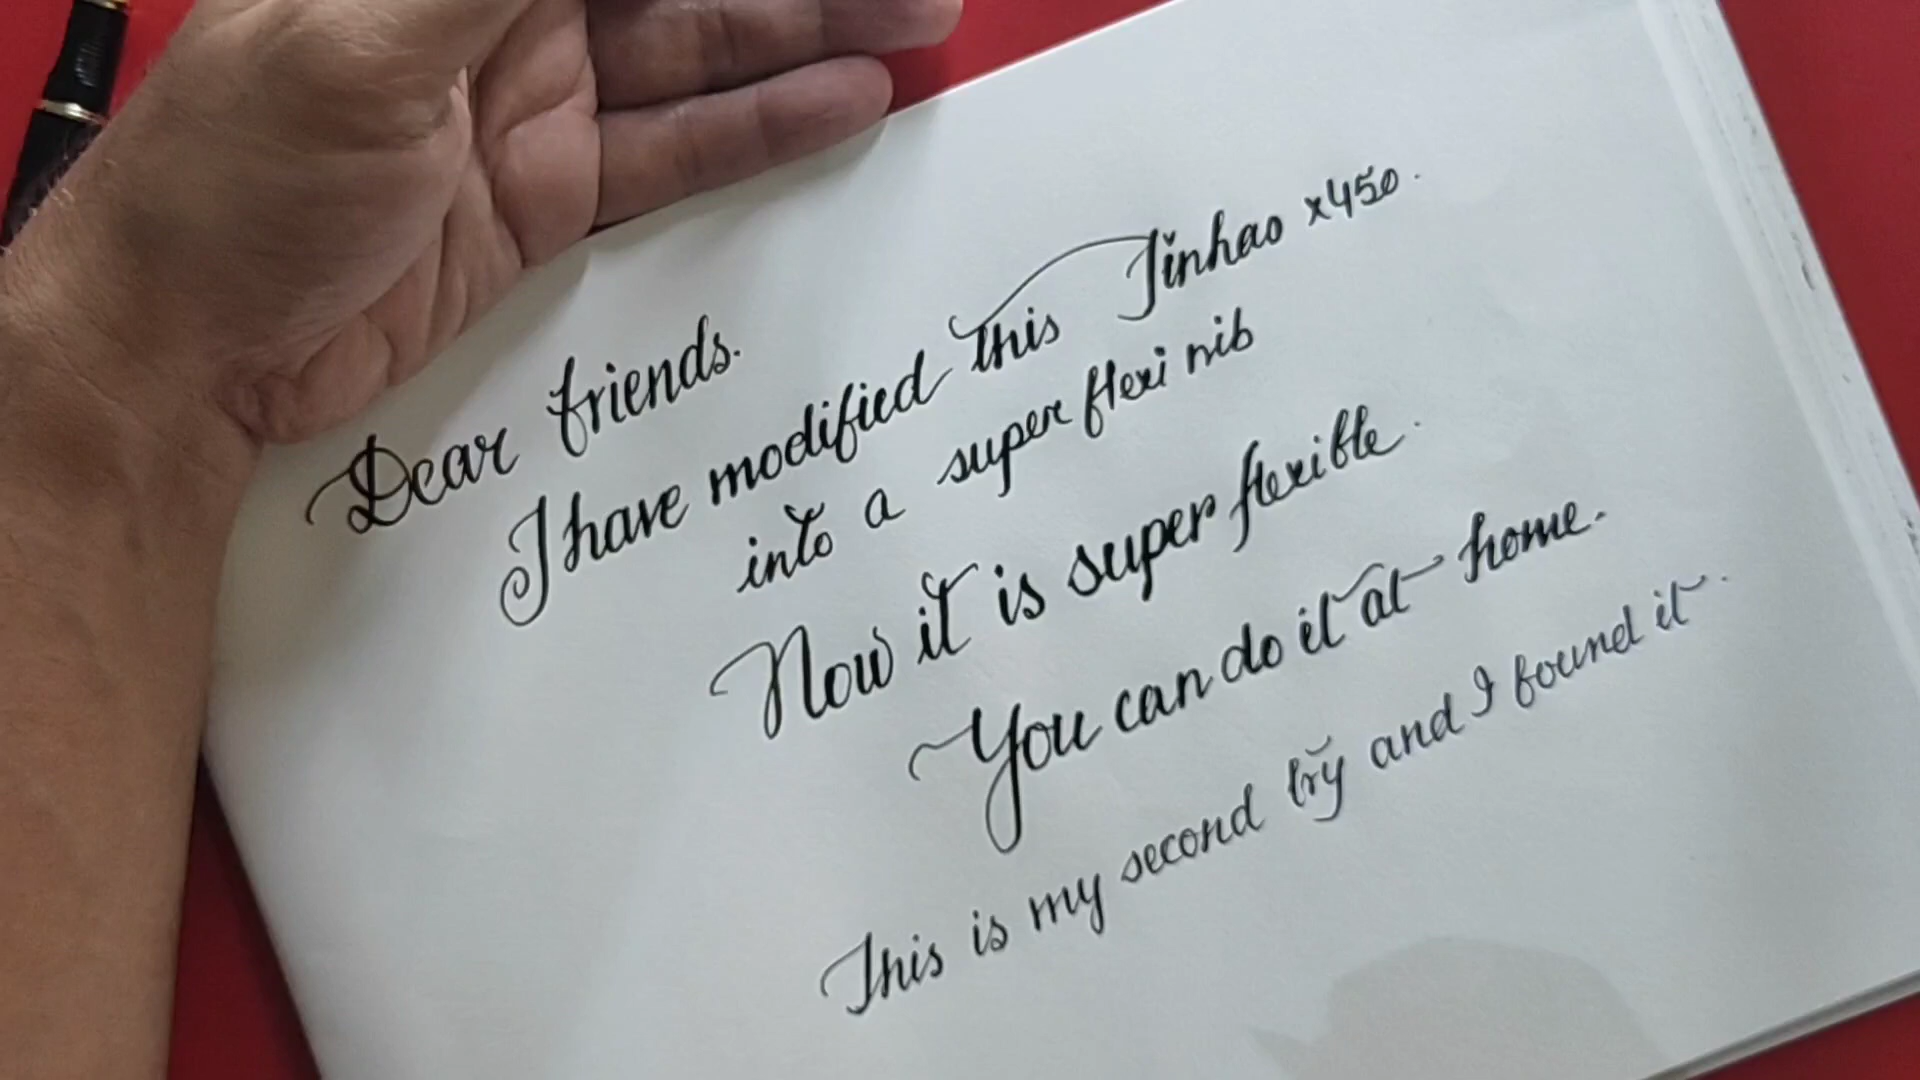 Dear friends.
I have modified this Jinhao x450.
into a super flexi nib
Now it is super flexible.
You can do it at home.
This is my second try and I found it.